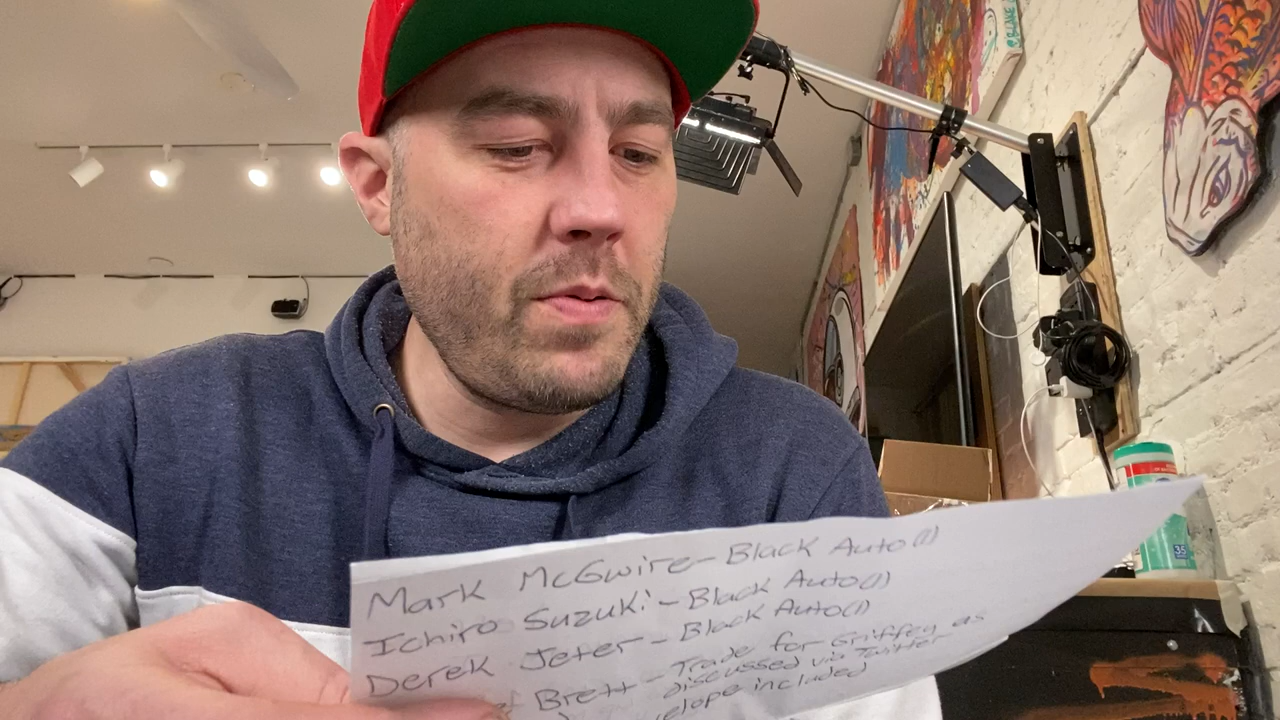 Mark McGwire - Black Auto (1)
Ichiro Suzuki - Black Auto (1)
Derek Jeter - Black Auto (1)
Brett - Trade for Griffey as
discussed via Twitter
included
35